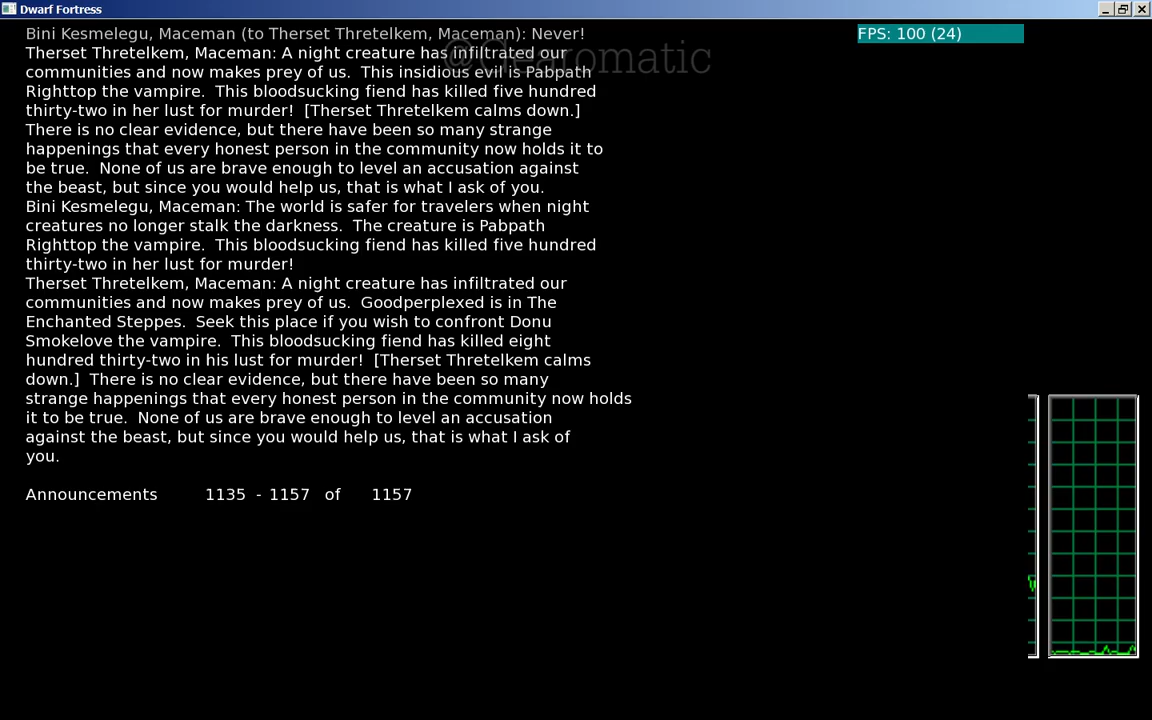 Dwarf Fortress
Bini Kesmelegu, Maceman (to Therset Thretelkem, Maceman): Never!
FPS: 100 (24)
@Clearomatic
Therset Thretelkem, Maceman: A night creature has infiltrated our
communities and now makes prey of us.  This insidious evil is Pabpath
Righttop the vampire.  This bloodsucking fiend has killed five hundred
thirty-two in her lust for murder!  [Therset Thretelkem calms down.]
There is no clear evidence, but there have been so many strange
happenings that every honest person in the community now holds it to
be true.  None of us are brave enough to level an accusation against
the beast, but since you would help us, that is what I ask of you.
Bini Kesmelegu, Maceman: The world is safer for travelers when night
creatures no longer stalk the darkness.  The creature is Pabpath
Righttop the vampire.  This bloodsucking fiend has killed five hundred
thirty-two in her lust for murder!
Therset Thretelkem, Maceman: A night creature has infiltrated our
communities and now makes prey of us.  Goodperplexed is in The
Enchanted Steppes.  Seek this place if you wish to confront Donu
Smokelove the vampire.  This bloodsucking fiend has killed eight
hundred thirty-two in his lust for murder!  [Therset Thretelkem calms
down.]  There is no clear evidence, but there have been so many
strange happenings that every honest person in the community now holds
it to be true.  None of us are brave enough to level an accusation
against the beast, but since you would help us, that is what I ask of
you.
Announcements 1135 - 1157 of 1157